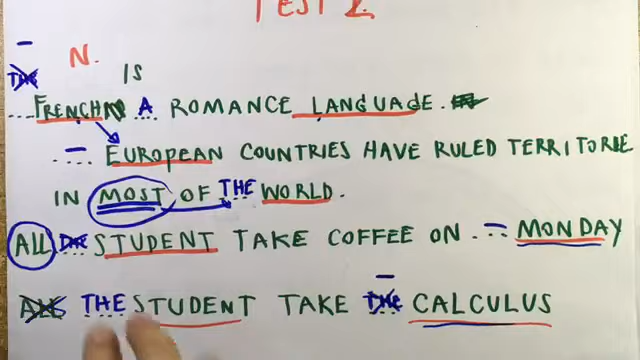 TEST 2
N. IS
FRENCH A ROMANCE LANGUAGE.
EUROPEAN COUNTRIES HAVE RULED TERRITORIE
IN MOST OF THE WORLD.
ALL THE STUDENT TAKE COFFEE ON MONDAY
ALL THE STUDENT TAKE THE CALCULUS